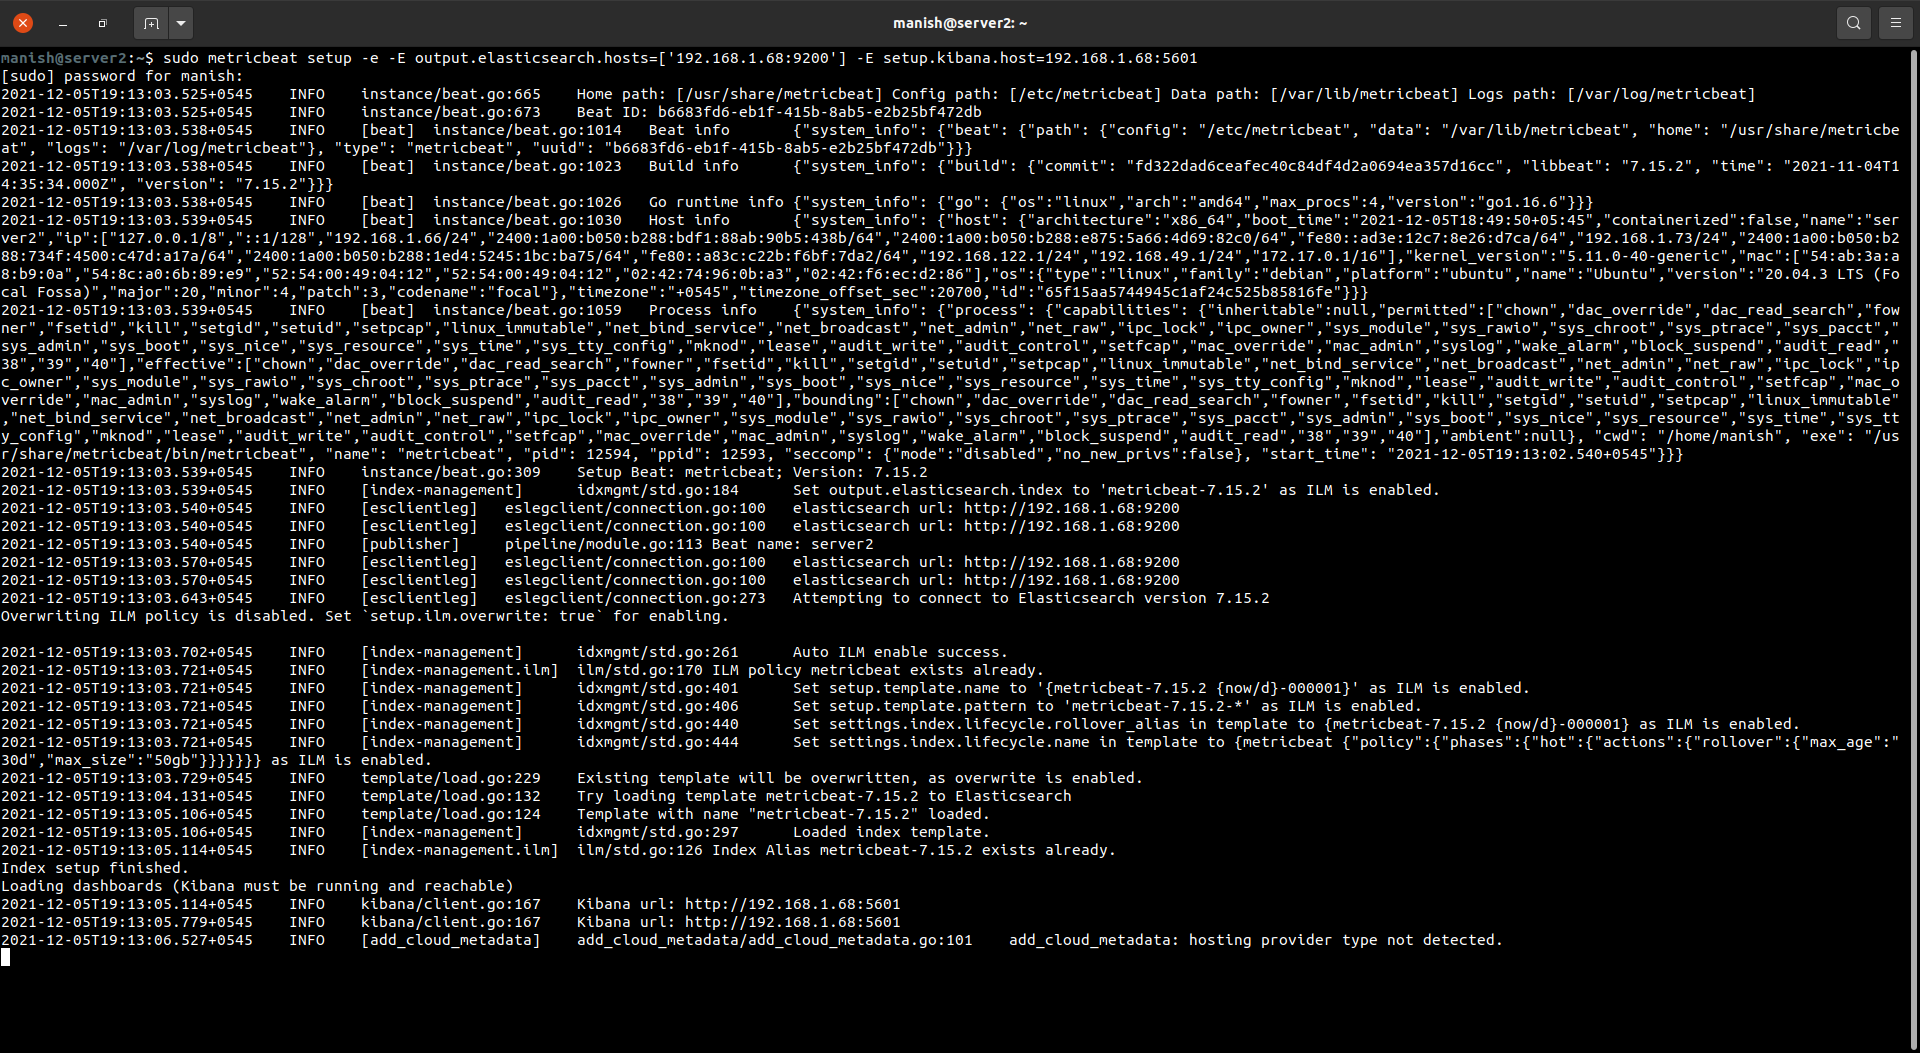 manish@server2: ~
manish@server2:~$ sudo metricbeat setup -e -E output.elasticsearch.hosts=['192.168.1.68:9200'] -E setup.kibana.host=192.168.1.68:5601
[sudo] password for manish:
2021-12-05T19:13:03.525+0545    INFO    instance/beat.go:665    Home path: [/usr/share/metricbeat] Config path: [/etc/metricbeat] Data path: [/var/lib/metricbeat] Logs path: [/var/log/metricbeat]
2021-12-05T19:13:03.525+0545    INFO    instance/beat.go:673    Beat ID: b6683fd6-eb1f-415b-8ab5-e2b25bf472db
2021-12-05T19:13:03.538+0545    INFO    [beat]  instance/beat.go:1014   Beat info       {"system_info": {"beat": {"path": {"config": "/etc/metricbeat", "data": "/var/lib/metricbeat", "home": "/usr/share/metricbe
at", "logs": "/var/log/metricbeat"}, "type": "metricbeat", "uuid": "b6683fd6-eb1f-415b-8ab5-e2b25bf472db"}}}
2021-12-05T19:13:03.538+0545    INFO    [beat]  instance/beat.go:1023   Build info      {"system_info": {"build": {"commit": "fd322dad6ceafec40c84df4d2a0694ea357d16cc", "libbeat": "7.15.2", "time": "2021-11-04T1
4:35:34.000Z", "version": "7.15.2"}}}
2021-12-05T19:13:03.538+0545    INFO    [beat]  instance/beat.go:1026   Go runtime info {"system_info": {"go": {"os":"linux","arch":"amd64","max_procs":4,"version":"go1.16.6"}}}
2021-12-05T19:13:03.539+0545    INFO    [beat]  instance/beat.go:1030   Host info       {"system_info": {"host": {"architecture":"x86_64","boot_time":"2021-12-05T18:49:50+05:45","containerized":false,"name":"ser
ver2","ip":["127.0.0.1/8","::1/128","192.168.1.66/24","2400:1a00:b050:b288:bdf1:88ab:90b5:438b/64","2400:1a00:b050:b288:e875:5a66:4d69:82c0/64","fe80::ad3e:12c7:8e26:d7ca/64","192.168.1.73/24","2400:1a00:b050:b2
88:734f:4500:c47d:a17a/64","2400:1a00:b050:b288:1ed4:5245:1bc:ba75/64","fe80::a83c:c22b:f6bf:7da2/64","192.168.122.1/24","192.168.49.1/24","172.17.0.1/16"],"kernel_version":"5.11.0-40-generic","mac":["54:ab:3a:a
8:b9:0a","54:8c:a0:6b:89:e9","52:54:00:49:04:12","52:54:00:49:04:12","02:42:74:96:0b:a3","02:42:f6:ec:d2:86"],"os":{"type":"linux","family":"debian","platform":"ubuntu","name":"Ubuntu","version":"20.04.3 LTS (Fo
cal Fossa)","major":20,"minor":4,"patch":3,"codename":"focal"},"timezone":"+0545","timezone_offset_sec":20700,"id":"65f15aa5744945c1af24c525b85816fe"}}}
2021-12-05T19:13:03.539+0545    INFO    [beat]  instance/beat.go:1059   Process info    {"system_info": {"process": {"capabilities": {"inheritable":null,"permitted":["chown","dac_override","dac_read_search","fow
ner","fsetid","kill","setgid","setuid","setpcap","linux_immutable","net_bind_service","net_broadcast","net_admin","net_raw","ipc_lock","ipc_owner","sys_module","sys_rawio","sys_chroot","sys_ptrace","sys_pacct","
sys_admin","sys_boot","sys_nice","sys_resource","sys_time","sys_tty_config","mknod","lease","audit_write","audit_control","setfcap","mac_override","mac_admin","syslog","wake_alarm","block_suspend","audit_read","
38","39","40"],"effective":["chown","dac_override","dac_read_search","fowner","fsetid","kill","setgid","setuid","setpcap","linux_immutable","net_bind_service","net_broadcast","net_admin","net_raw","ipc_lock","ip
c_owner","sys_module","sys_rawio","sys_chroot","sys_ptrace","sys_pacct","sys_admin","sys_boot","sys_nice","sys_resource","sys_time","sys_tty_config","mknod","lease","audit_write","audit_control","setfcap","mac_o
verride","mac_admin","syslog","wake_alarm","block_suspend","audit_read","38","39","40"],"bounding":["chown","dac_override","dac_read_search","fowner","fsetid","kill","setgid","setuid","setpcap","linux_immutable"
,"net_bind_service","net_broadcast","net_admin","net_raw","ipc_lock","ipc_owner","sys_module","sys_rawio","sys_chroot","sys_ptrace","sys_pacct","sys_admin","sys_boot","sys_nice","sys_resource","sys_time","sys_tt
y_config","mknod","lease","audit_write","audit_control","setfcap","mac_override","mac_admin","syslog","wake_alarm","block_suspend","audit_read","38","39","40"],"ambient":null}, "cwd": "/home/manish", "exe": "/us
r/share/metricbeat/bin/metricbeat", "name": "metricbeat", "pid": 12594, "ppid": 12593, "seccomp": {"mode":"disabled","no_new_privs":false}, "start_time": "2021-12-05T19:13:02.540+0545"}}}
2021-12-05T19:13:03.539+0545    INFO    instance/beat.go:309    Setup Beat: metricbeat; Version: 7.15.2
2021-12-05T19:13:03.539+0545    INFO    [index-management]      idxmgmt/std.go:184      Set output.elasticsearch.index to 'metricbeat-7.15.2' as ILM is enabled.
2021-12-05T19:13:03.540+0545    INFO    [esclientleg]   eslegclient/connection.go:100   elasticsearch url: http://192.168.1.68:9200
2021-12-05T19:13:03.540+0545    INFO    [esclientleg]   eslegclient/connection.go:100   elasticsearch url: http://192.168.1.68:9200
2021-12-05T19:13:03.540+0545    INFO    [publisher]     pipeline/module.go:113 Beat name: server2
2021-12-05T19:13:03.570+0545    INFO    [esclientleg]   eslegclient/connection.go:100   elasticsearch url: http://192.168.1.68:9200
2021-12-05T19:13:03.570+0545    INFO    [esclientleg]   eslegclient/connection.go:100   elasticsearch url: http://192.168.1.68:9200
2021-12-05T19:13:03.643+0545    INFO    [esclientleg]   eslegclient/connection.go:273   Attempting to connect to Elasticsearch version 7.15.2
Overwriting ILM policy is disabled. Set `setup.ilm.overwrite: true` for enabling.
2021-12-05T19:13:03.702+0545    INFO    [index-management]      idxmgmt/std.go:261      Auto ILM enable success.
2021-12-05T19:13:03.721+0545    INFO    [index-management.ilm]  ilm/std.go:170 ILM policy metricbeat exists already.
2021-12-05T19:13:03.721+0545    INFO    [index-management]      idxmgmt/std.go:401      Set setup.template.name to '{metricbeat-7.15.2 {now/d}-000001}' as ILM is enabled.
2021-12-05T19:13:03.721+0545    INFO    [index-management]      idxmgmt/std.go:406      Set setup.template.pattern to 'metricbeat-7.15.2-*' as ILM is enabled.
2021-12-05T19:13:03.721+0545    INFO    [index-management]      idxmgmt/std.go:440      Set settings.index.lifecycle.rollover_alias in template to {metricbeat-7.15.2 {now/d}-000001} as ILM is enabled.
2021-12-05T19:13:03.721+0545    INFO    [index-management]      idxmgmt/std.go:444      Set settings.index.lifecycle.name in template to {metricbeat {"policy":{"phases":{"hot":{"actions":{"rollover":{"max_age":"
30d","max_size":"50gb"}}}}}}} as ILM is enabled.
2021-12-05T19:13:03.729+0545    INFO    template/load.go:229    Existing template will be overwritten, as overwrite is enabled.
2021-12-05T19:13:04.131+0545    INFO    template/load.go:132    Try loading template metricbeat-7.15.2 to Elasticsearch
2021-12-05T19:13:05.106+0545    INFO    template/load.go:124    Template with name "metricbeat-7.15.2" loaded.
2021-12-05T19:13:05.106+0545    INFO    [index-management]      idxmgmt/std.go:297      Loaded index template.
2021-12-05T19:13:05.114+0545    INFO    [index-management.ilm]  ilm/std.go:126 Index Alias metricbeat-7.15.2 exists already.
Index setup finished.
Loading dashboards (Kibana must be running and reachable)
2021-12-05T19:13:05.114+0545    INFO    kibana/client.go:167    Kibana url: http://192.168.1.68:5601
2021-12-05T19:13:05.779+0545    INFO    kibana/client.go:167    Kibana url: http://192.168.1.68:5601
2021-12-05T19:13:06.527+0545    INFO    [add_cloud_metadata]    add_cloud_metadata/add_cloud_metadata.go:101    add_cloud_metadata: hosting provider type not detected.